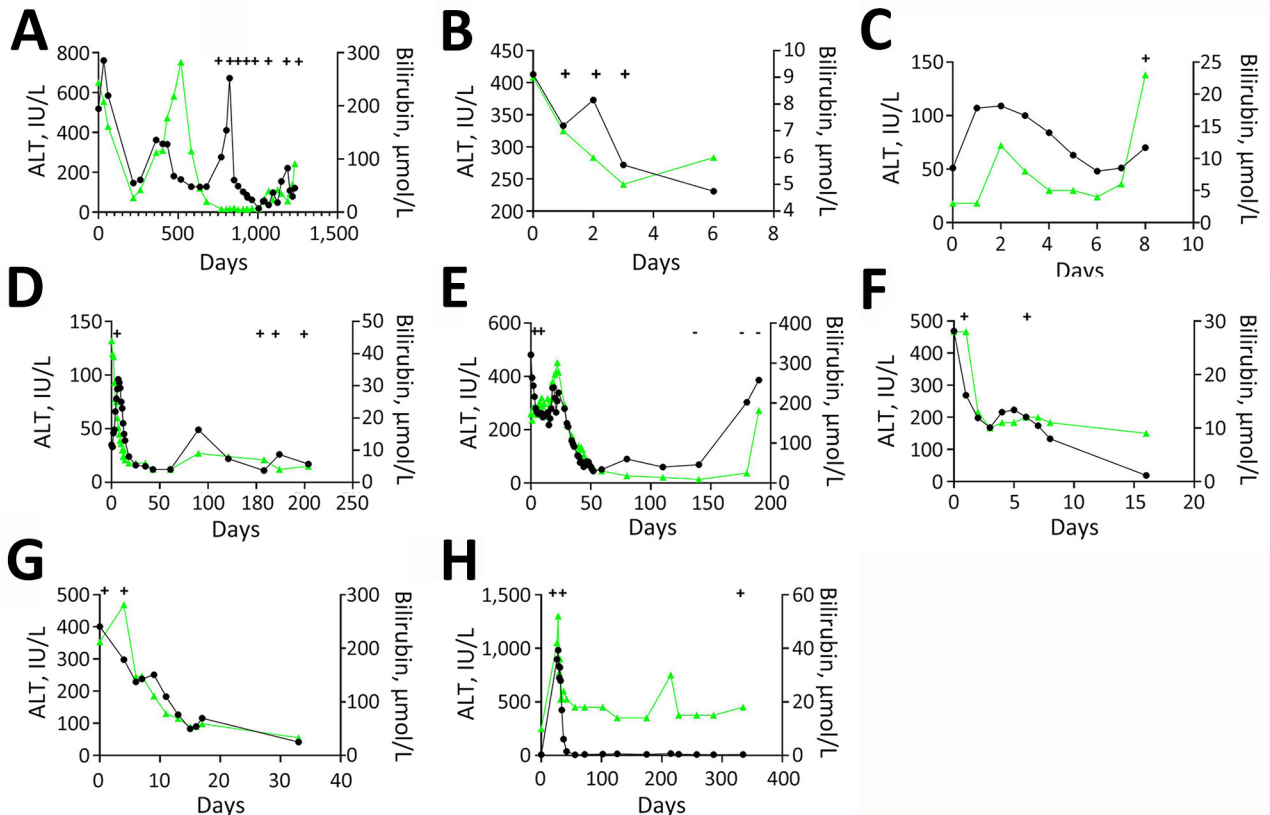 A
ALT, IU/L
800
600
400
200
0
+ + + + + + + + +
300
200
100
0
Bilirubin, µmol/L
0 500 1,000 1,500
Days
B
ALT, IU/L
450
400
350
300
250
200
+ + +
10
9
8
7
6
5
4
Bilirubin, µmol/L
0 2 4 6 8
Days
C
ALT, IU/L
150
100
50
0
+
25
20
15
10
5
0
Bilirubin, µmol/L
0 2 4 6 8 10
Days
D
ALT, IU/L
150
100
50
0
+ + + +
50
40
30
20
10
0
Bilirubin, µmol/L
0 50 100 180 200 250
Days
E
ALT, IU/L
600
400
200
0
+ + - - -
400
300
200
100
0
Bilirubin, µmol/L
0 50 100 150 200
Days
F
ALT, IU/L
500
400
300
200
100
0
+ +
30
20
10
0
Bilirubin, µmol/L
0 5 10 15 20
Days
G
ALT, IU/L
500
400
300
200
100
0
+ +
300
200
100
0
Bilirubin, µmol/L
0 10 20 30 40
Days
H
ALT, IU/L
1,500
1,000
500
0
+ + +
60
40
20
0
Bilirubin, µmol/L
0 100 200 300 400
Days